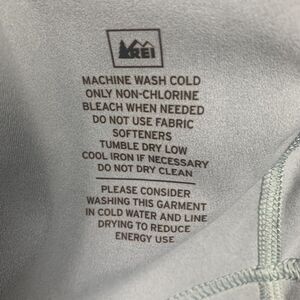 REI
MACHINE WASH COLD
ONLY NON-CHLORINE
BLEACH WHEN NEEDED
DO NOT USE FABRIC
SOFTENERS
TUMBLE DRY LOW
COOL IRON IF NECESSARY
DO NOT DRY CLEAN
PLEASE CONSIDER
WASHING THIS GARMENT
IN COLD WATER AND LINE
DRYING TO REDUCE
ENERGY USE